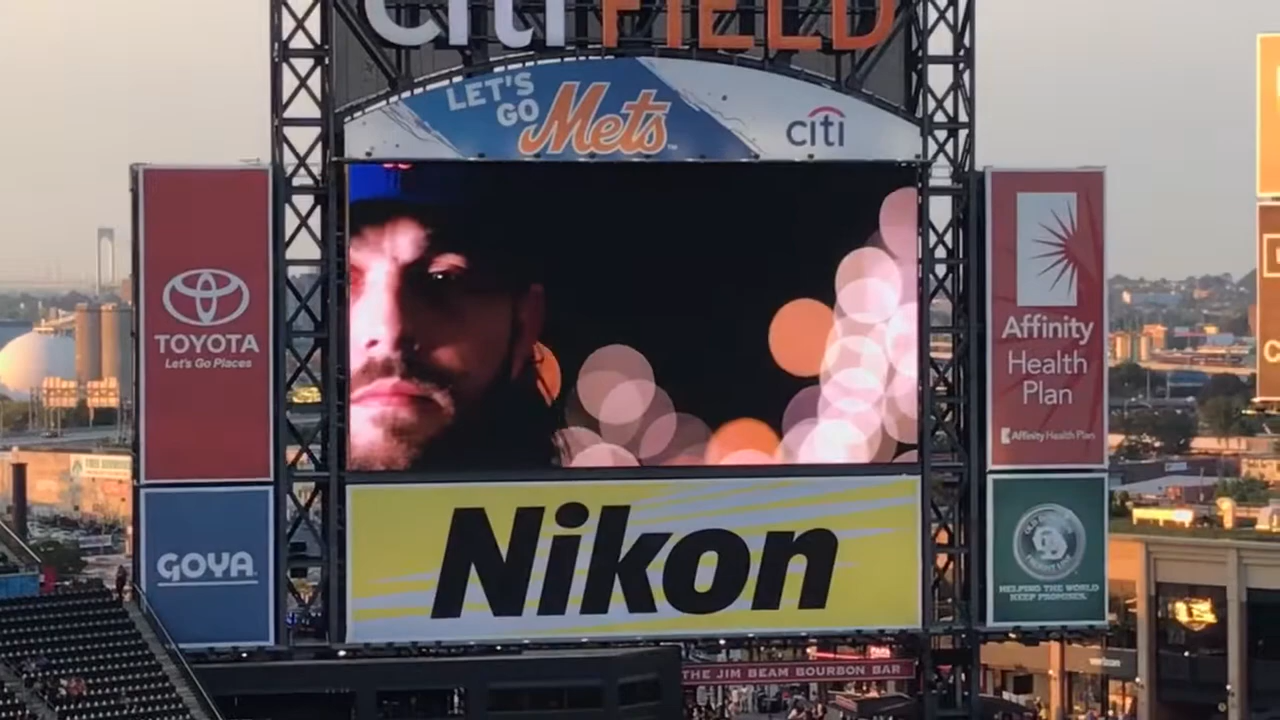 citi FIELD
LET'S
GO
Mets
citi
TOYOTA
Let's Go Places
Affinity
Health
Plan
Affinity Health Plan
GOYA
Nikon
HELPING THE WORLD
KEEP PROMISES.
THE JIM BEAM BOURBON BAR
verizon